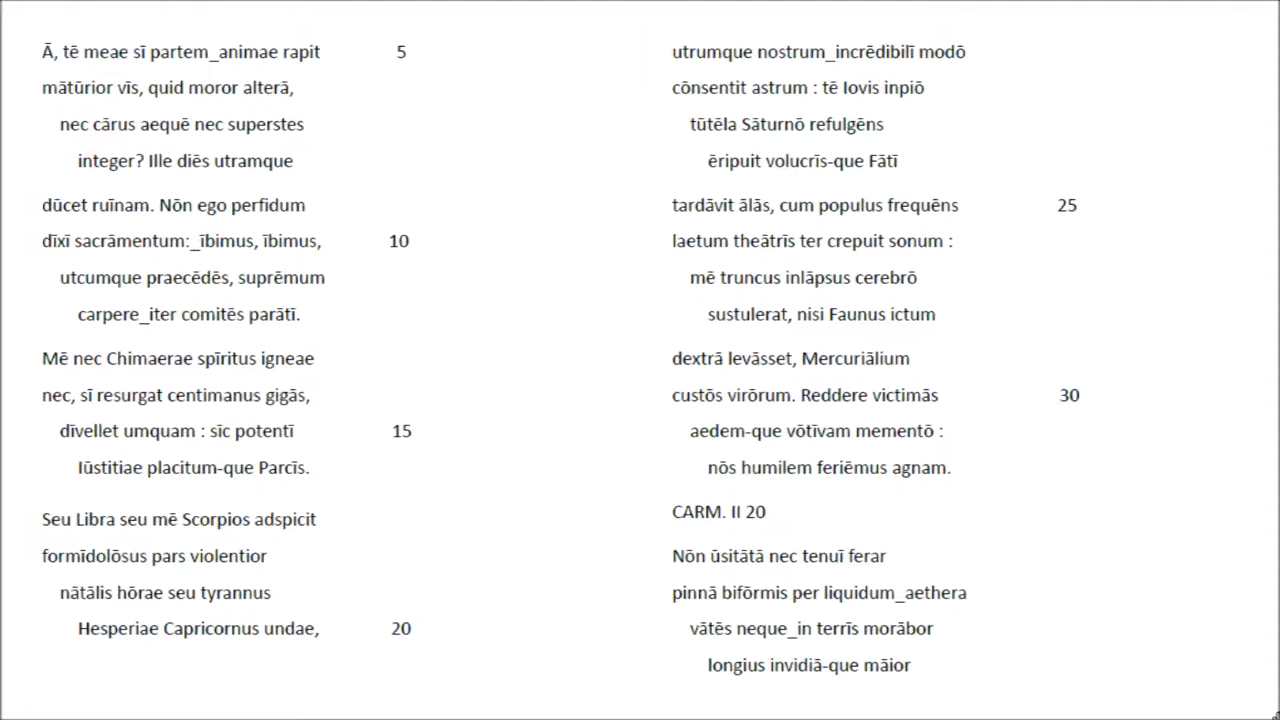 Ā, tē meae sī partem_animae rapit 5
mātūrior vīs, quid moror alterā,
nec cārus aequē nec superstes
integer? Ille diēs utramque
dūcet ruīnam. Nōn ego perfidum
dīxī sacrāmentum:_ībimus, ībimus, 10
utcumque praecēdēs, suprēmum
carpere_iter comitēs parātī.
Mē nec Chimaerae spīritus igneae
nec, sī resurgat centimanus gigās,
dīvellet umquam : sīc potentī 15
Iūstitiae placitum-que Parcīs.
Seu Libra seu mē Scorpios adspicit
formīdolōsus pars violentior
nātālis hōrae seu tyrannus
Hesperiae Capricornus undae, 20
utrumque nostrum_incrēdibilī modō
cōnsentit astrum : tē Iovis inpiō
tūtēla Sāturnō refulgēns
ēripuit volucrīs-que Fātī
tardāvit ālās, cum populus frequēns 25
laetum theātrīs ter crepuit sonum :
mē truncus inlāpsus cerebrō
sustulerat, nisi Faunus ictum
dextrā levāsset, Mercuriālium
custōs virōrum. Reddere victimās 30
aedem-que vōtīvam mementō :
nōs humilem feriēmus agnam.
CARM. II 20
Nōn ūsitātā nec tenuī ferar
pinnā bifōrmis per liquidum_aethera
vātēs neque_in terrīs morābor
longius invidiā-que māior